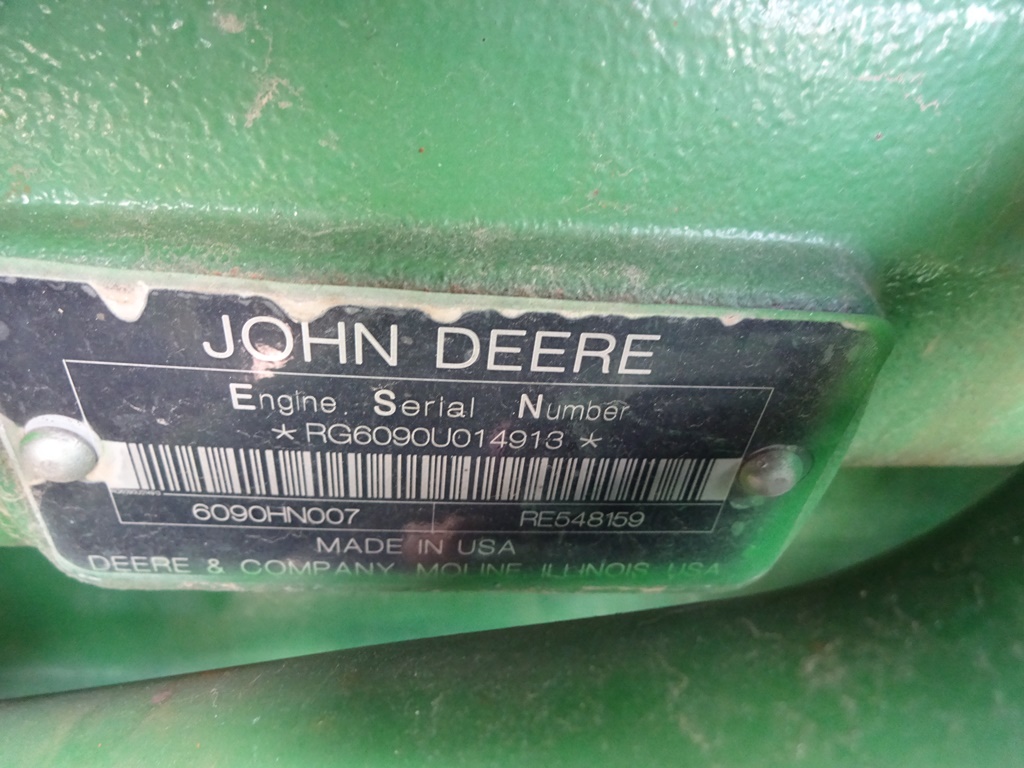 JOHN DEERE
Engine Serial Number
*RG6090U014913*
6090HN007 RE548159
MADE IN USA
DEERE & COMPANY MOLINE ILLINOIS USA